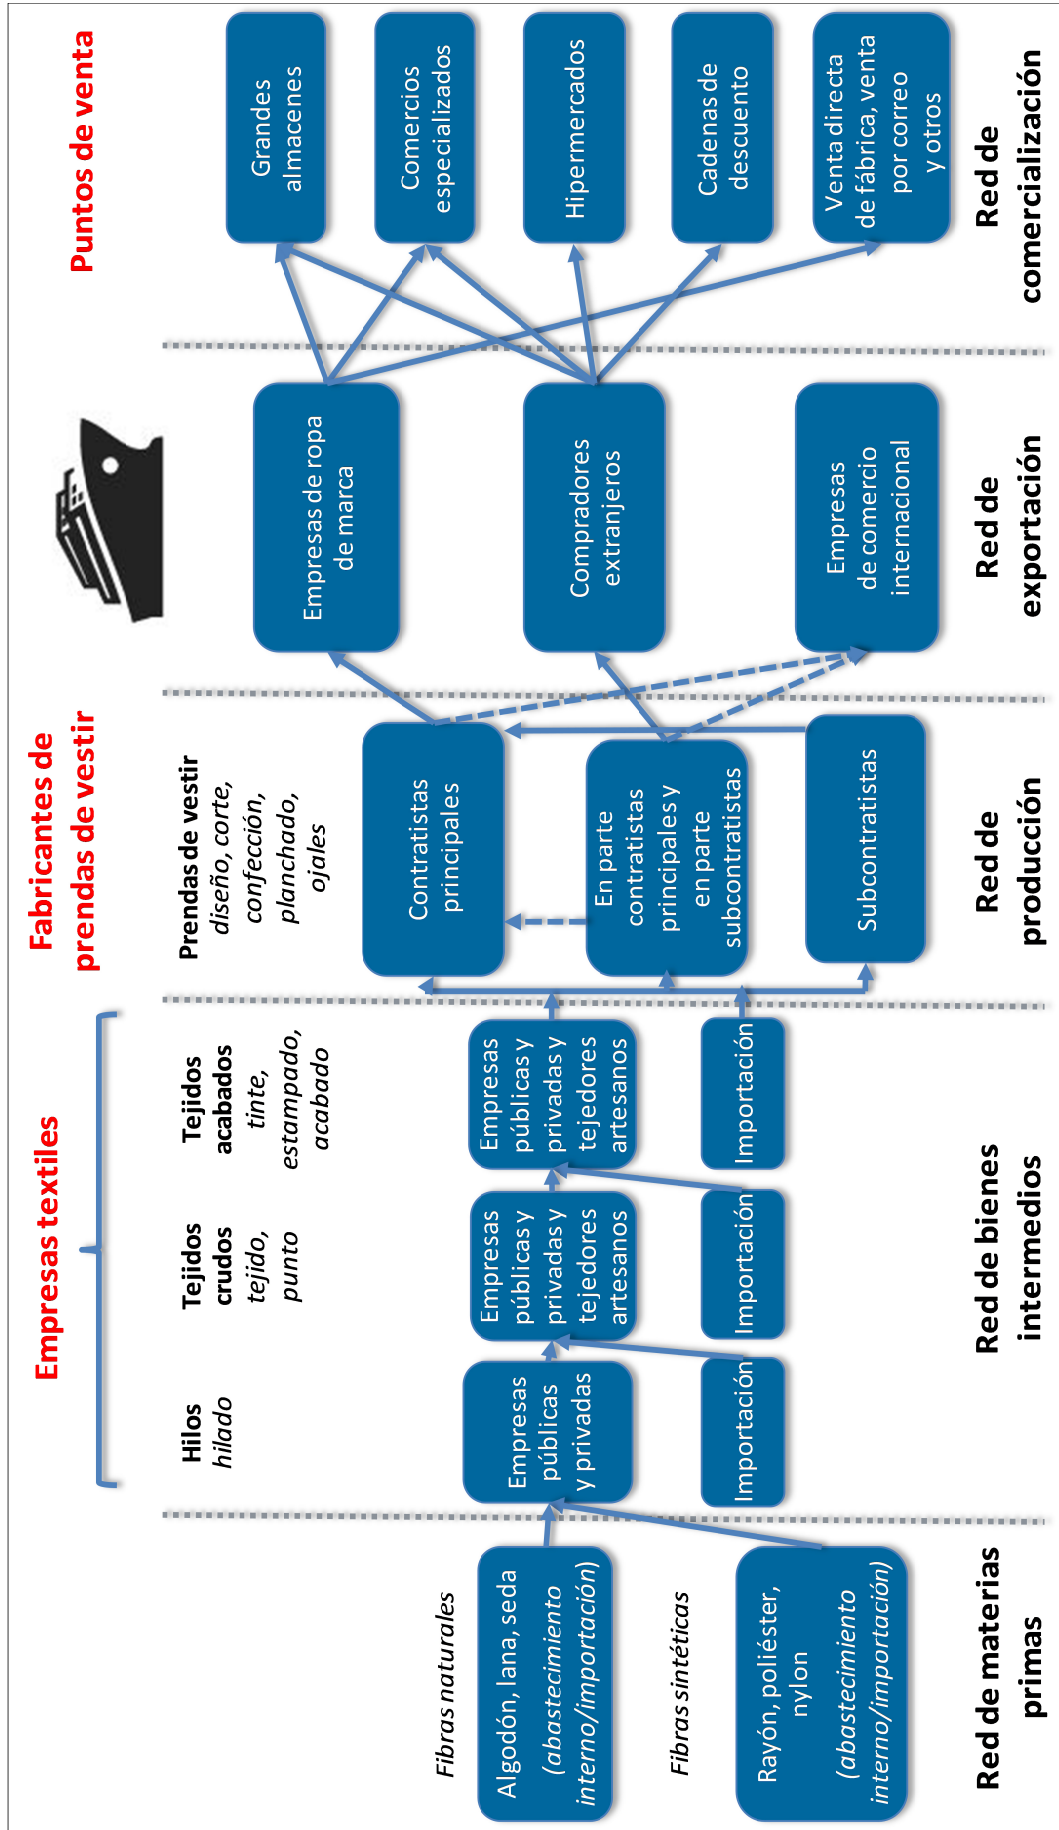 Empresas textiles
Fabricantes de
prendas de vestir
Puntos de venta
Hilos
hilado
Tejidos
crudos
tejido,
punto
Tejidos
acabados
tinte,
estampado,
acabado
Prendas de vestir
diseño, corte,
confección,
planchado,
ojales
Fibras naturales
Algodón, lana, seda
(abastecimiento
interno/importación)
Fibras sintéticas
Rayón, poliéster,
nylon
(abastecimiento
interno/importación)
Empresas
públicas
y privadas
Importación
Empresas
públicas y
privadas y
tejedores
artesanos
Importación
Empresas
públicas y
privadas y
tejedores
artesanos
Importación
Contratistas
principales
En parte
contratistas
principales y
en parte
subcontratistas
Subcontratistas
Empresas de ropa
de marca
Compradores
extranjeros
Empresas
de comercio
internacional
Grandes
almacenes
Comercios
especializados
Hipermercados
Cadenas de
descuento
Venta directa
de fábrica, venta
por correo
y otros
Red de materias
primas
Red de bienes
intermedios
Red de
producción
Red de
exportación
Red de
comercialización